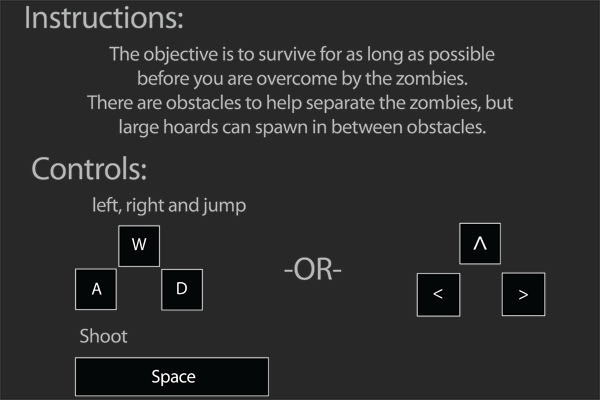 Instructions:
The objective is to survive for as long as possible
before you are overcome by the zombies.
There are obstacles to help separate the zombies, but
large hoards can spawn in between obstacles.
Controls:
left, right and jump
W
A D
-OR-
^
< >
Shoot
Space